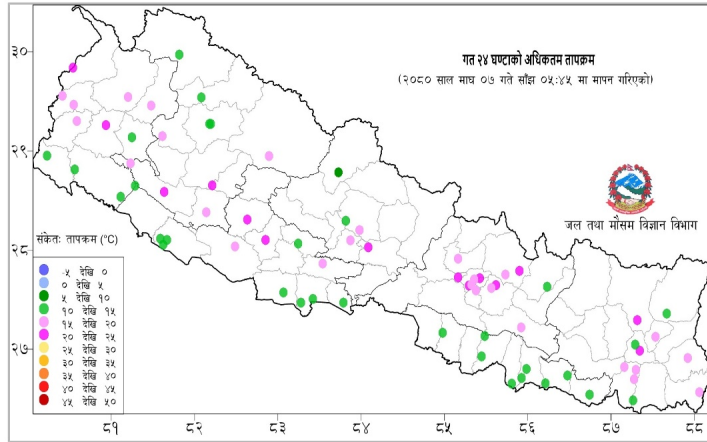 गत २४ घण्टाको अधिकतम तापक्रम
(२०८० साल माघ ०७ गते साँझ ०५:४५ मा मापन गरिएको)
जल तथा मौसम विज्ञान विभाग
३०
२९
२८
२७
संकेतः तापक्रम (°C)
-५ देखि ०
० देखि ५
५ देखि १०
१० देखि १५
१५ देखि २०
२० देखि २५
२५ देखि ३०
३० देखि ३५
३५ देखि ४०
४० देखि ४५
४५ देखि ५०
८१ ८२ ८३ ८४ ८५ ८६ ८७ ८८